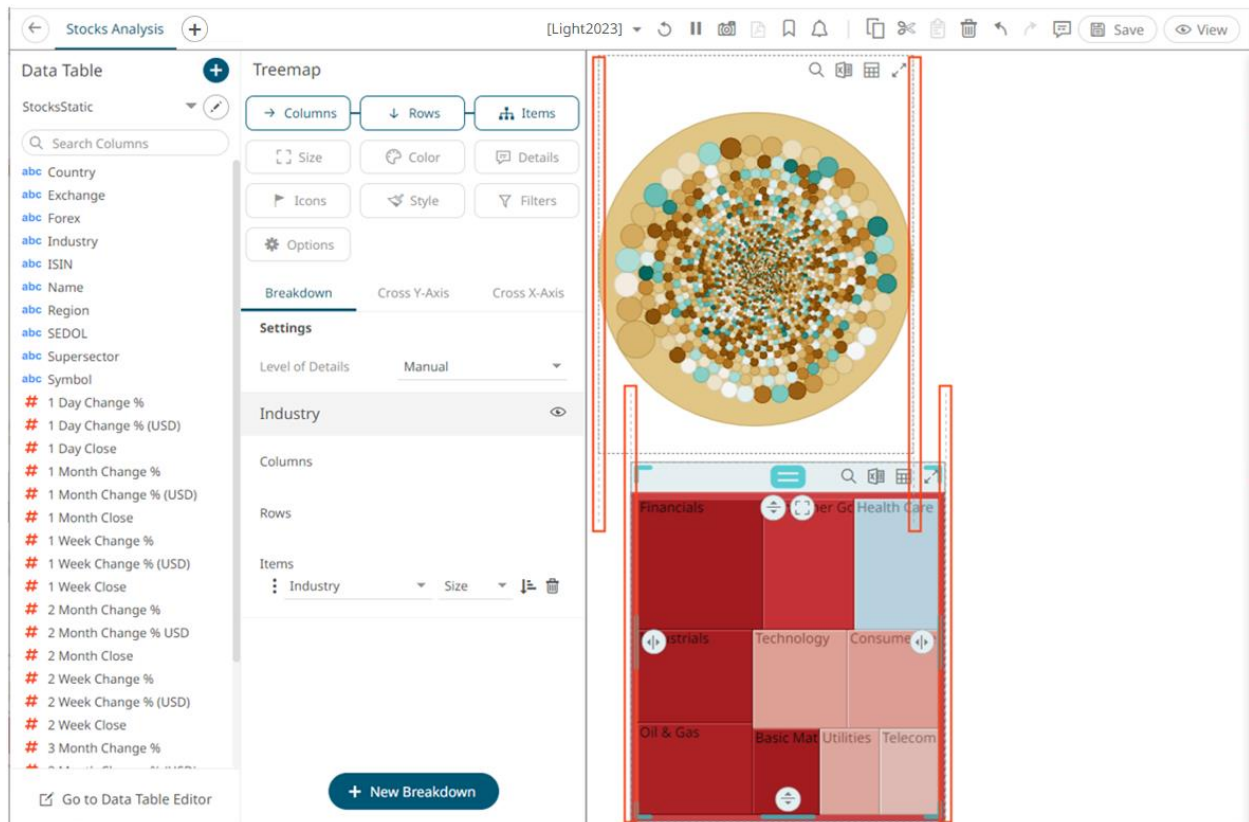 Stocks Analysis
[Light2023]
Save
View
Data Table
StocksStatic
Search Columns
abc Country
abc Exchange
abc Forex
abc Industry
abc ISIN
abc Name
abc Region
abc SEDOL
abc Supersector
abc Symbol
# 1 Day Change %
# 1 Day Change % (USD)
# 1 Day Close
# 1 Month Change %
# 1 Month Change % (USD)
# 1 Month Close
# 1 Week Change %
# 1 Week Change % (USD)
# 1 Week Close
# 2 Month Change %
# 2 Month Change % USD
# 2 Month Close
# 2 Week Change %
# 2 Week Change % (USD)
# 2 Week Close
# 3 Month Change %
Go to Data Table Editor
Treemap
Columns
Rows
Items
Size
Color
Details
Icons
Style
Filters
Options
Breakdown
Cross Y-Axis
Cross X-Axis
Settings
Level of Details
Manual
Industry
Columns
Rows
Items
Industry
Size
+ New Breakdown
Financials
Health Care
Technology
Oil & Gas
Basic Mat
Utilities
Telecom